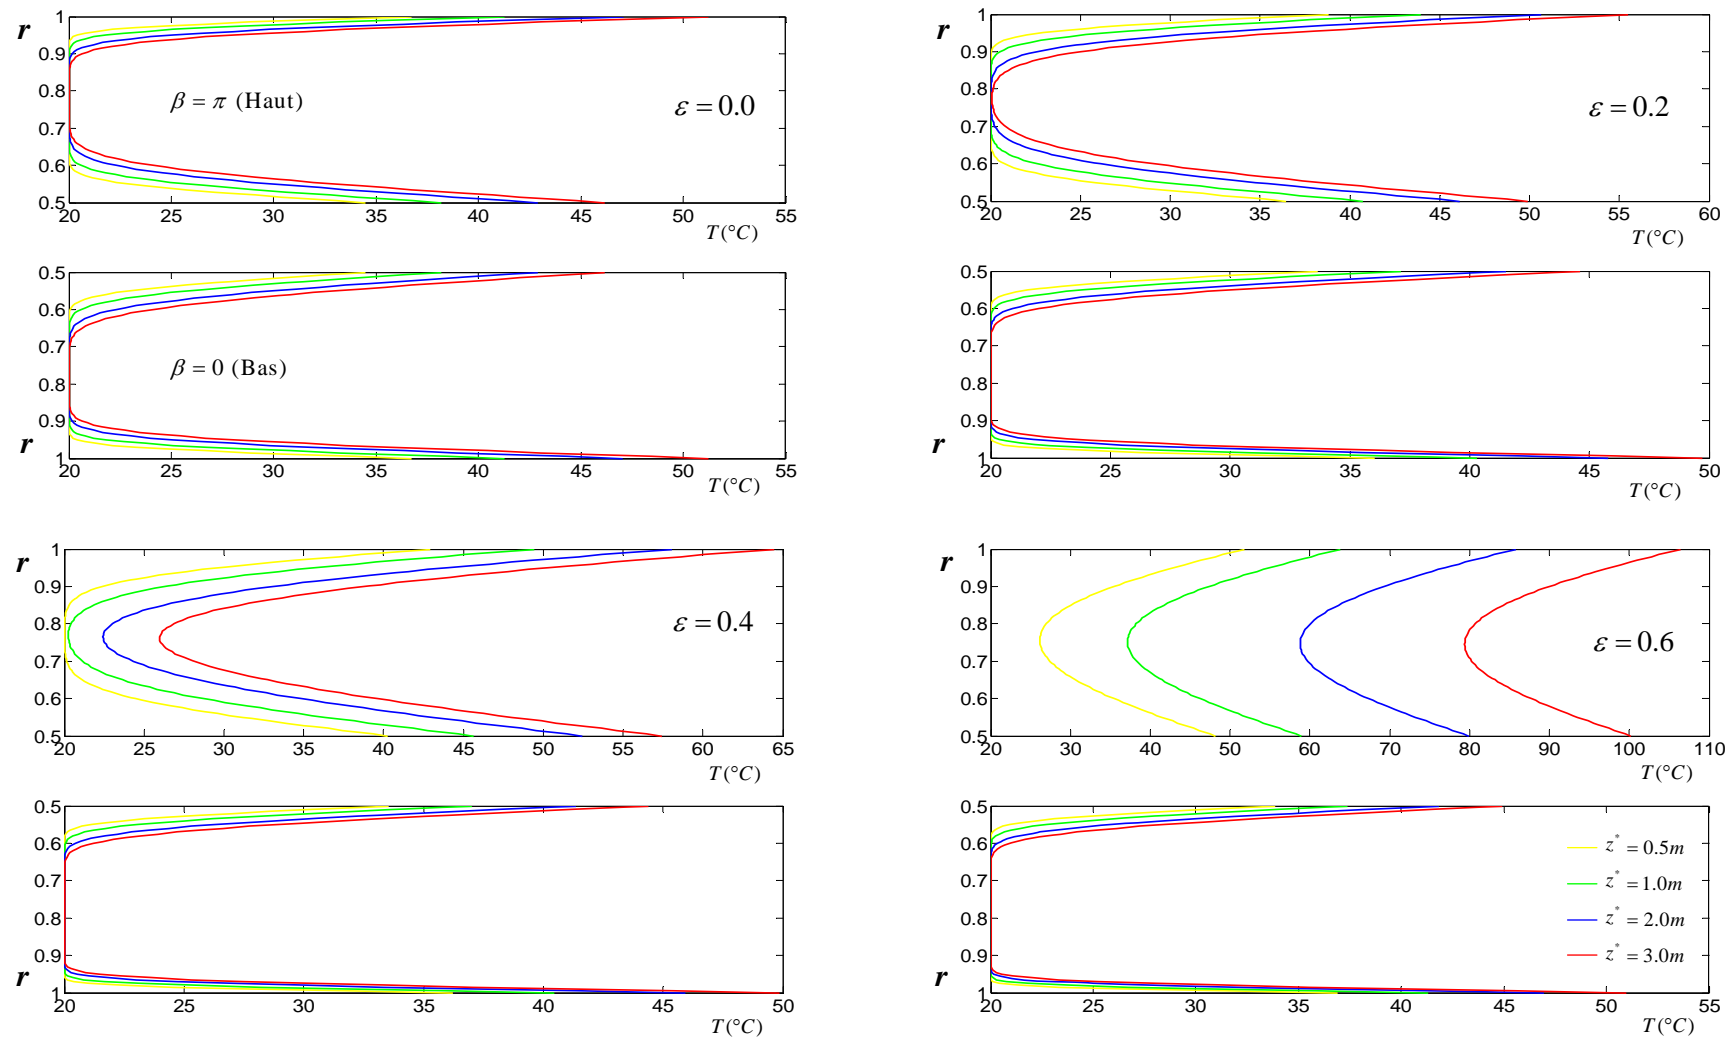 r
1
0.9
0.8
0.7
0.6
0.5
β = π (Haut)
ε = 0.0
20 25 30 35 40 45 50 55
T(°C)
0.5
0.6
0.7
0.8
0.9
1
r
β = 0 (Bas)
20 25 30 35 40 45 50 55
T(°C)
r
1
0.9
0.8
0.7
0.6
0.5
ε = 0.2
20 25 30 35 40 45 50 55 60
T(°C)
0.5
0.6
0.7
0.8
0.9
1
r
20 25 30 35 40 45 50
T(°C)
r
1
0.9
0.8
0.7
0.6
0.5
ε = 0.4
20 25 30 35 40 45 50 55 60 65
T(°C)
0.5
0.6
0.7
0.8
0.9
1
r
20 25 30 35 40 45 50
T(°C)
r
1
0.9
0.8
0.7
0.6
0.5
ε = 0.6
20 30 40 50 60 70 80 90 100 110
T(°C)
0.5
0.6
0.7
0.8
0.9
1
r
z* = 0.5m
z* = 1.0m
z* = 2.0m
z* = 3.0m
20 25 30 35 40 45 50 55
T(°C)